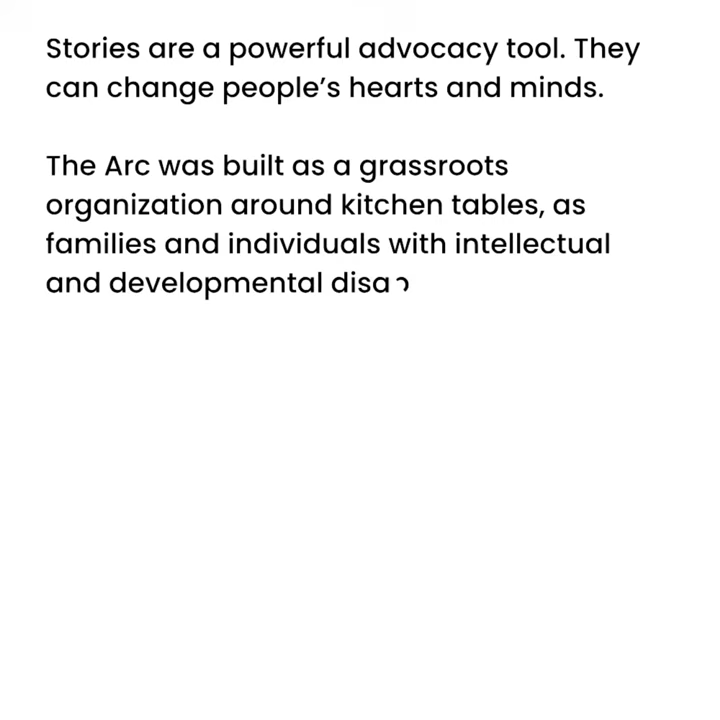 Stories are a powerful advocacy tool. They
can change people’s hearts and minds.
The Arc was built as a grassroots
organization around kitchen tables, as
families and individuals with intellectual
and developmental disa